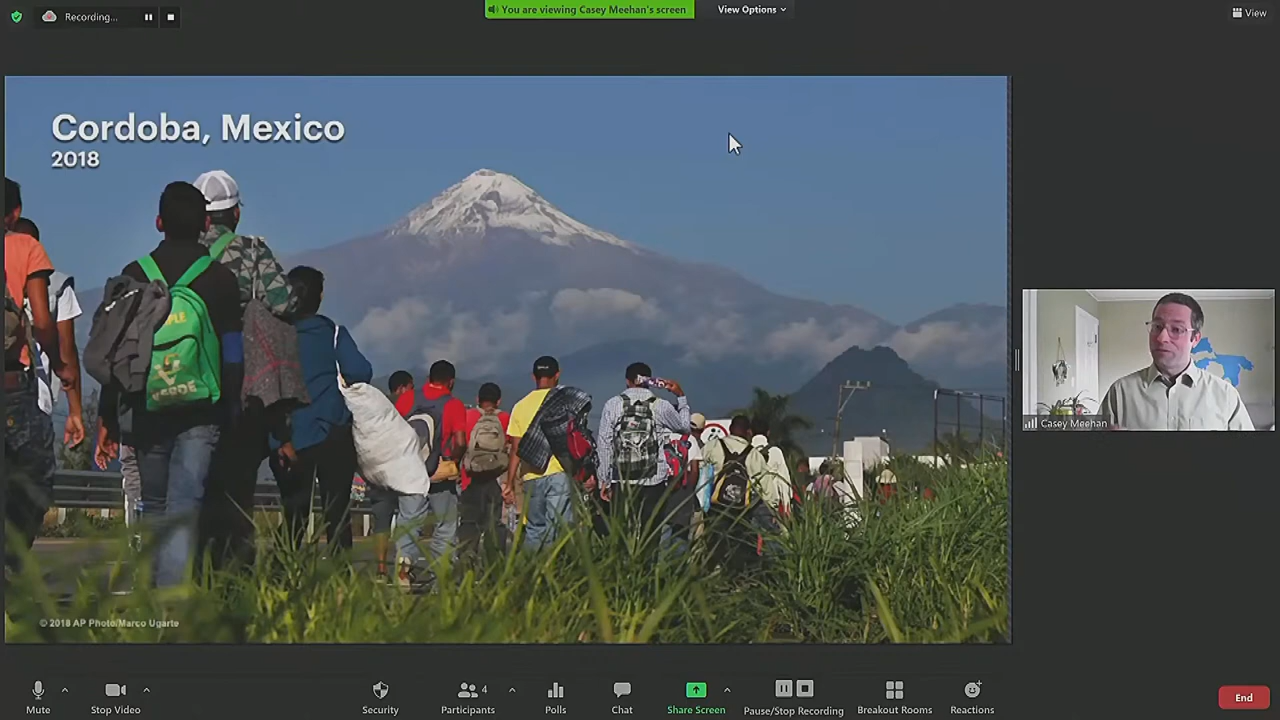 Recording...
You are viewing Casey Meehan's screen
View Options
View
Cordoba, Mexico
2018
© 2018 AP Photo/Marco Ugarte
Casey Meehan
Mute
Stop Video
Security
Participants
4
Polls
Chat
Share Screen
Pause/Stop Recording
Breakout Rooms
Reactions
End